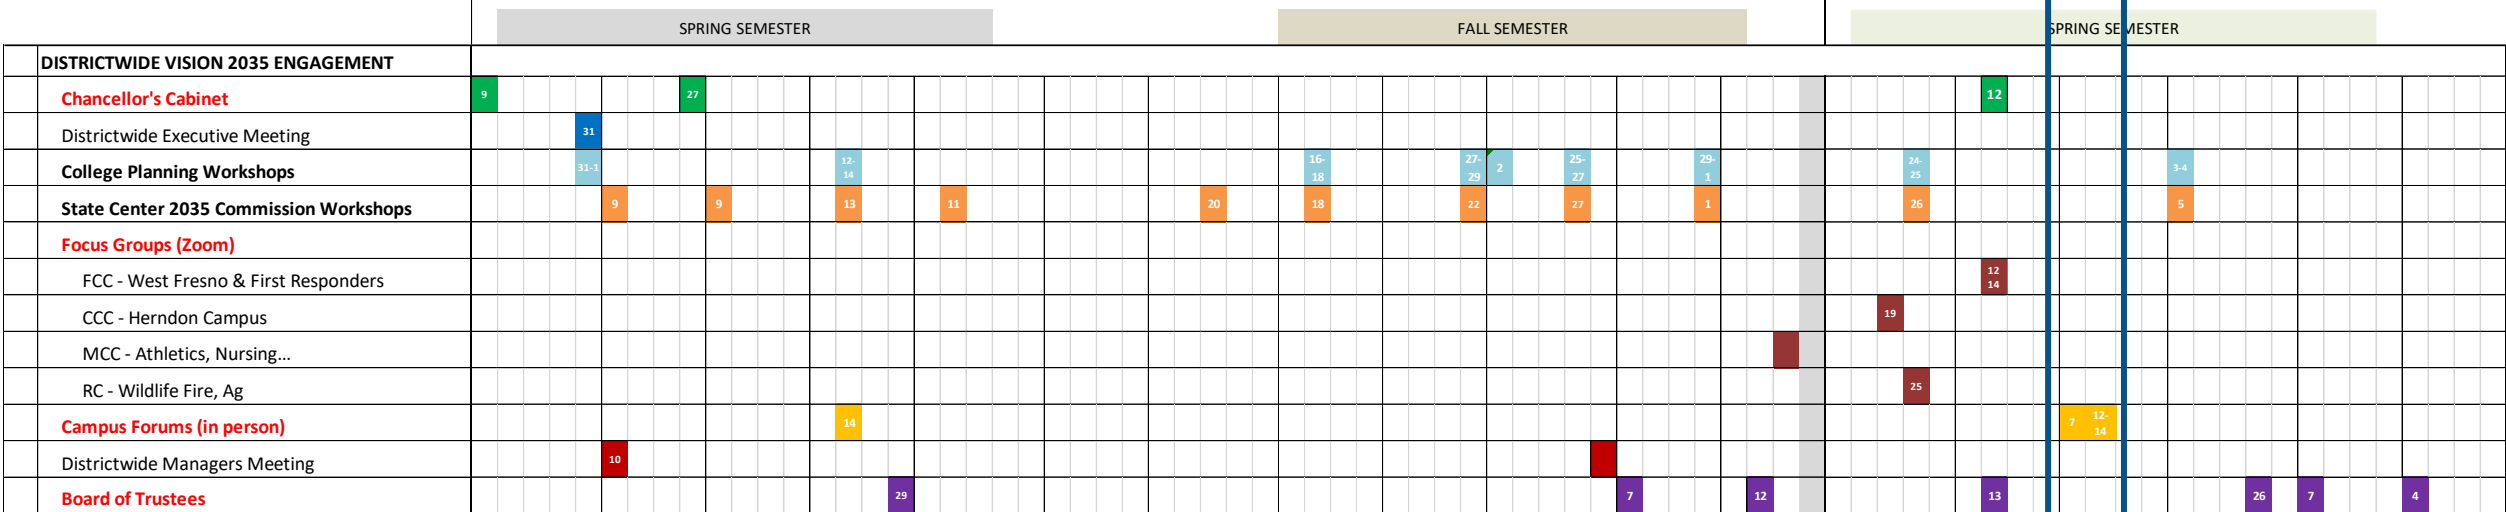 SPRING SEMESTER FALL SEMESTER SPRING SEMESTER
DISTRICTWIDE VISION 2035 ENGAGEMENT
Chancellor's Cabinet 9 27 12
Districtwide Executive Meeting 31
College Planning Workshops 31-1 12-14 16-18 27-29 2 25-27 29-1 24-25 3-4
State Center 2035 Commission Workshops 9 9 13 11 20 18 22 27 1 26 5
Focus Groups (Zoom)
FCC - West Fresno & First Responders 12 14
CCC - Herndon Campus 19
MCC - Athletics, Nursing...
RC - Wildlife Fire, Ag 25
Campus Forums (in person) 14 7 12-14
Districtwide Managers Meeting 10
Board of Trustees 29 7 12 13 26 7 4